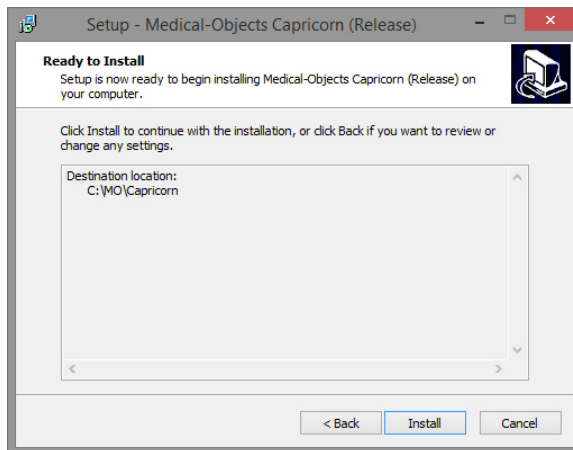 Setup - Medical-Objects Capricorn (Release)
Ready to Install
Setup is now ready to begin installing Medical-Objects Capricorn (Release) on
your computer.
Click Install to continue with the installation, or click Back if you want to review or
change any settings.
Destination location:
C:\MO\Capricorn
< Back
Install
Cancel